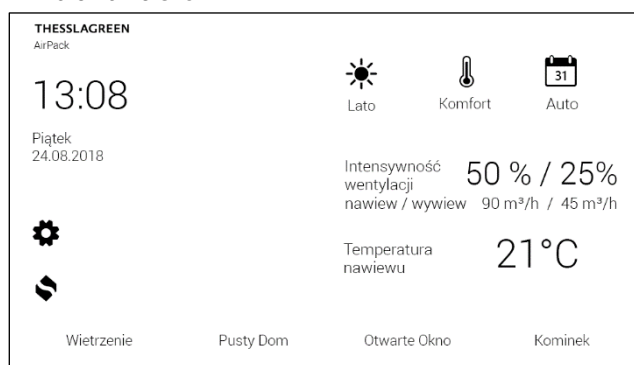 THESSLAGREEN
AirPack
13:08
Piątek
24.08.2018
31
Lato
Komfort
Auto
Intensywność
wentylacji
nawiew / wywiew
50 % / 25%
90 m³/h / 45 m³/h
Temperatura
nawiewu
21°C
Wietrzenie
Pusty Dom
Otwarte Okno
Kominek